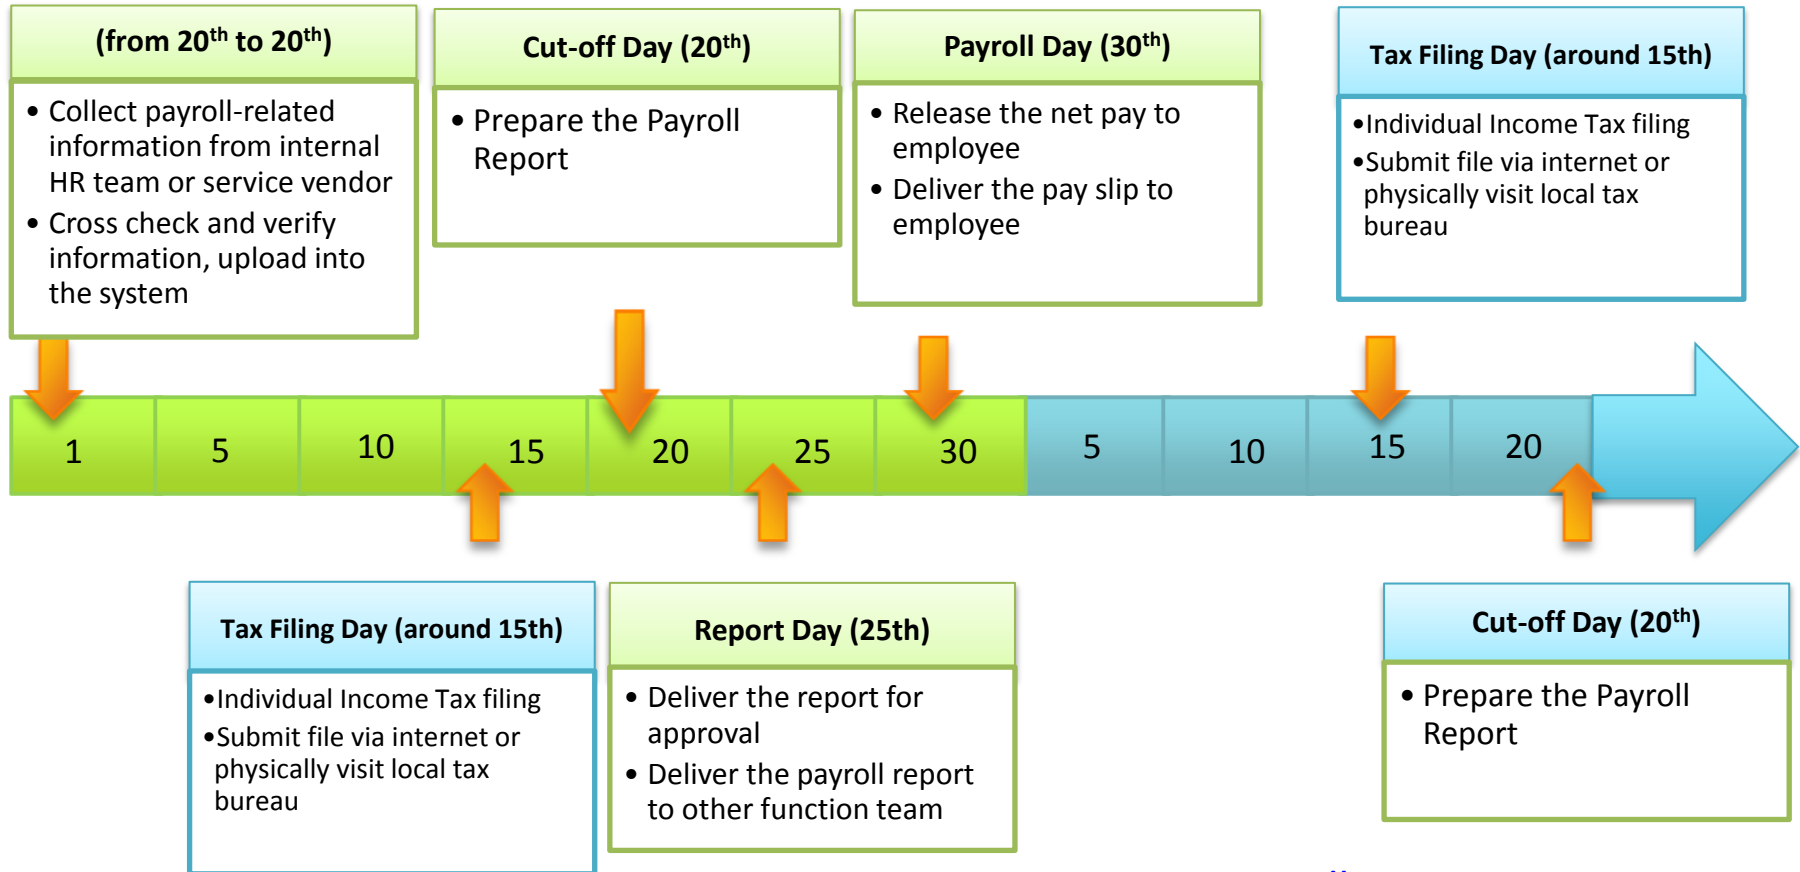 (from 20th to 20th)
• Collect payroll-related
information from internal
HR team or service vendor
• Cross check and verify
information, upload into
the system
Cut-off Day (20th)
• Prepare the Payroll
Report
Payroll Day (30th)
• Release the net pay to
employee
• Deliver the pay slip to
employee
Tax Filing Day (around 15th)
•Individual Income Tax filing
•Submit file via internet or
physically visit local tax
bureau
1 5 10 15 20 25 30 5 10 15 20
Tax Filing Day (around 15th)
•Individual Income Tax filing
•Submit file via internet or
physically visit local tax
bureau
Report Day (25th)
• Deliver the report for
approval
• Deliver the payroll report
to other function team
Cut-off Day (20th)
• Prepare the Payroll
Report